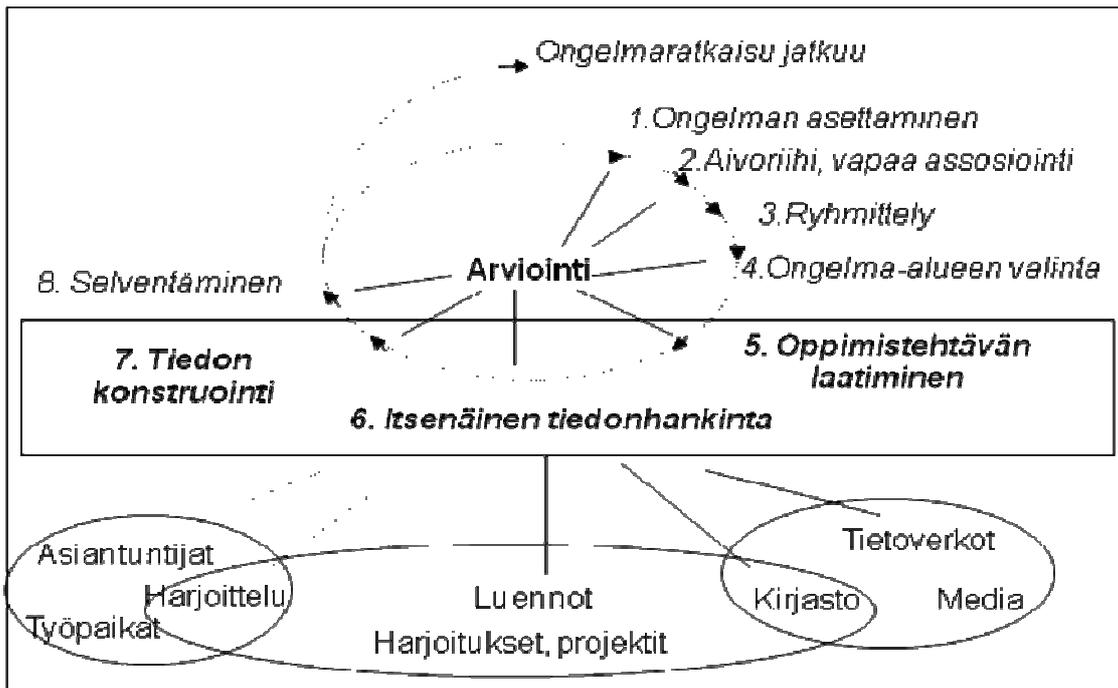 Ongelmaratkaisu jatkuu
1.Ongelman asettaminen
2.Aivoriihi, vapaa assosiointi
3.Ryhmittely
Arviointi
4.Ongelma-alueen valinta
8. Selventäminen
7. Tiedon
konstruointi
5. Oppimistehtävän
laatiminen
6. Itsenäinen tiedonhankinta
Asiantuntijat
Harjoittelu
Työpaikat
Luennot
Harjoitukset, projektit
Tietoverkot
Kirjasto
Media